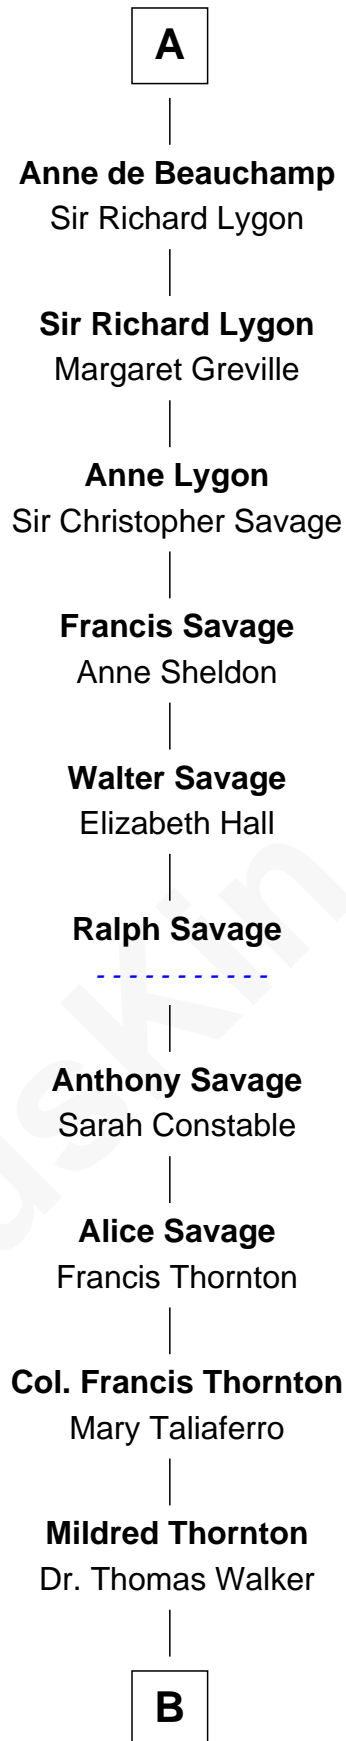 A
Anne de Beauchamp
Sir Richard Lygon
Sir Richard Lygon
Margaret Greville
Anne Lygon
Sir Christopher Savage
Francis Savage
Anne Sheldon
Walter Savage
Elizabeth Hall
Ralph Savage
- - - - - - - - - - -
Anthony Savage
Sarah Constable
Alice Savage
Francis Thornton
Col. Francis Thornton
Mary Taliaferro
Mildred Thornton
Dr. Thomas Walker
B